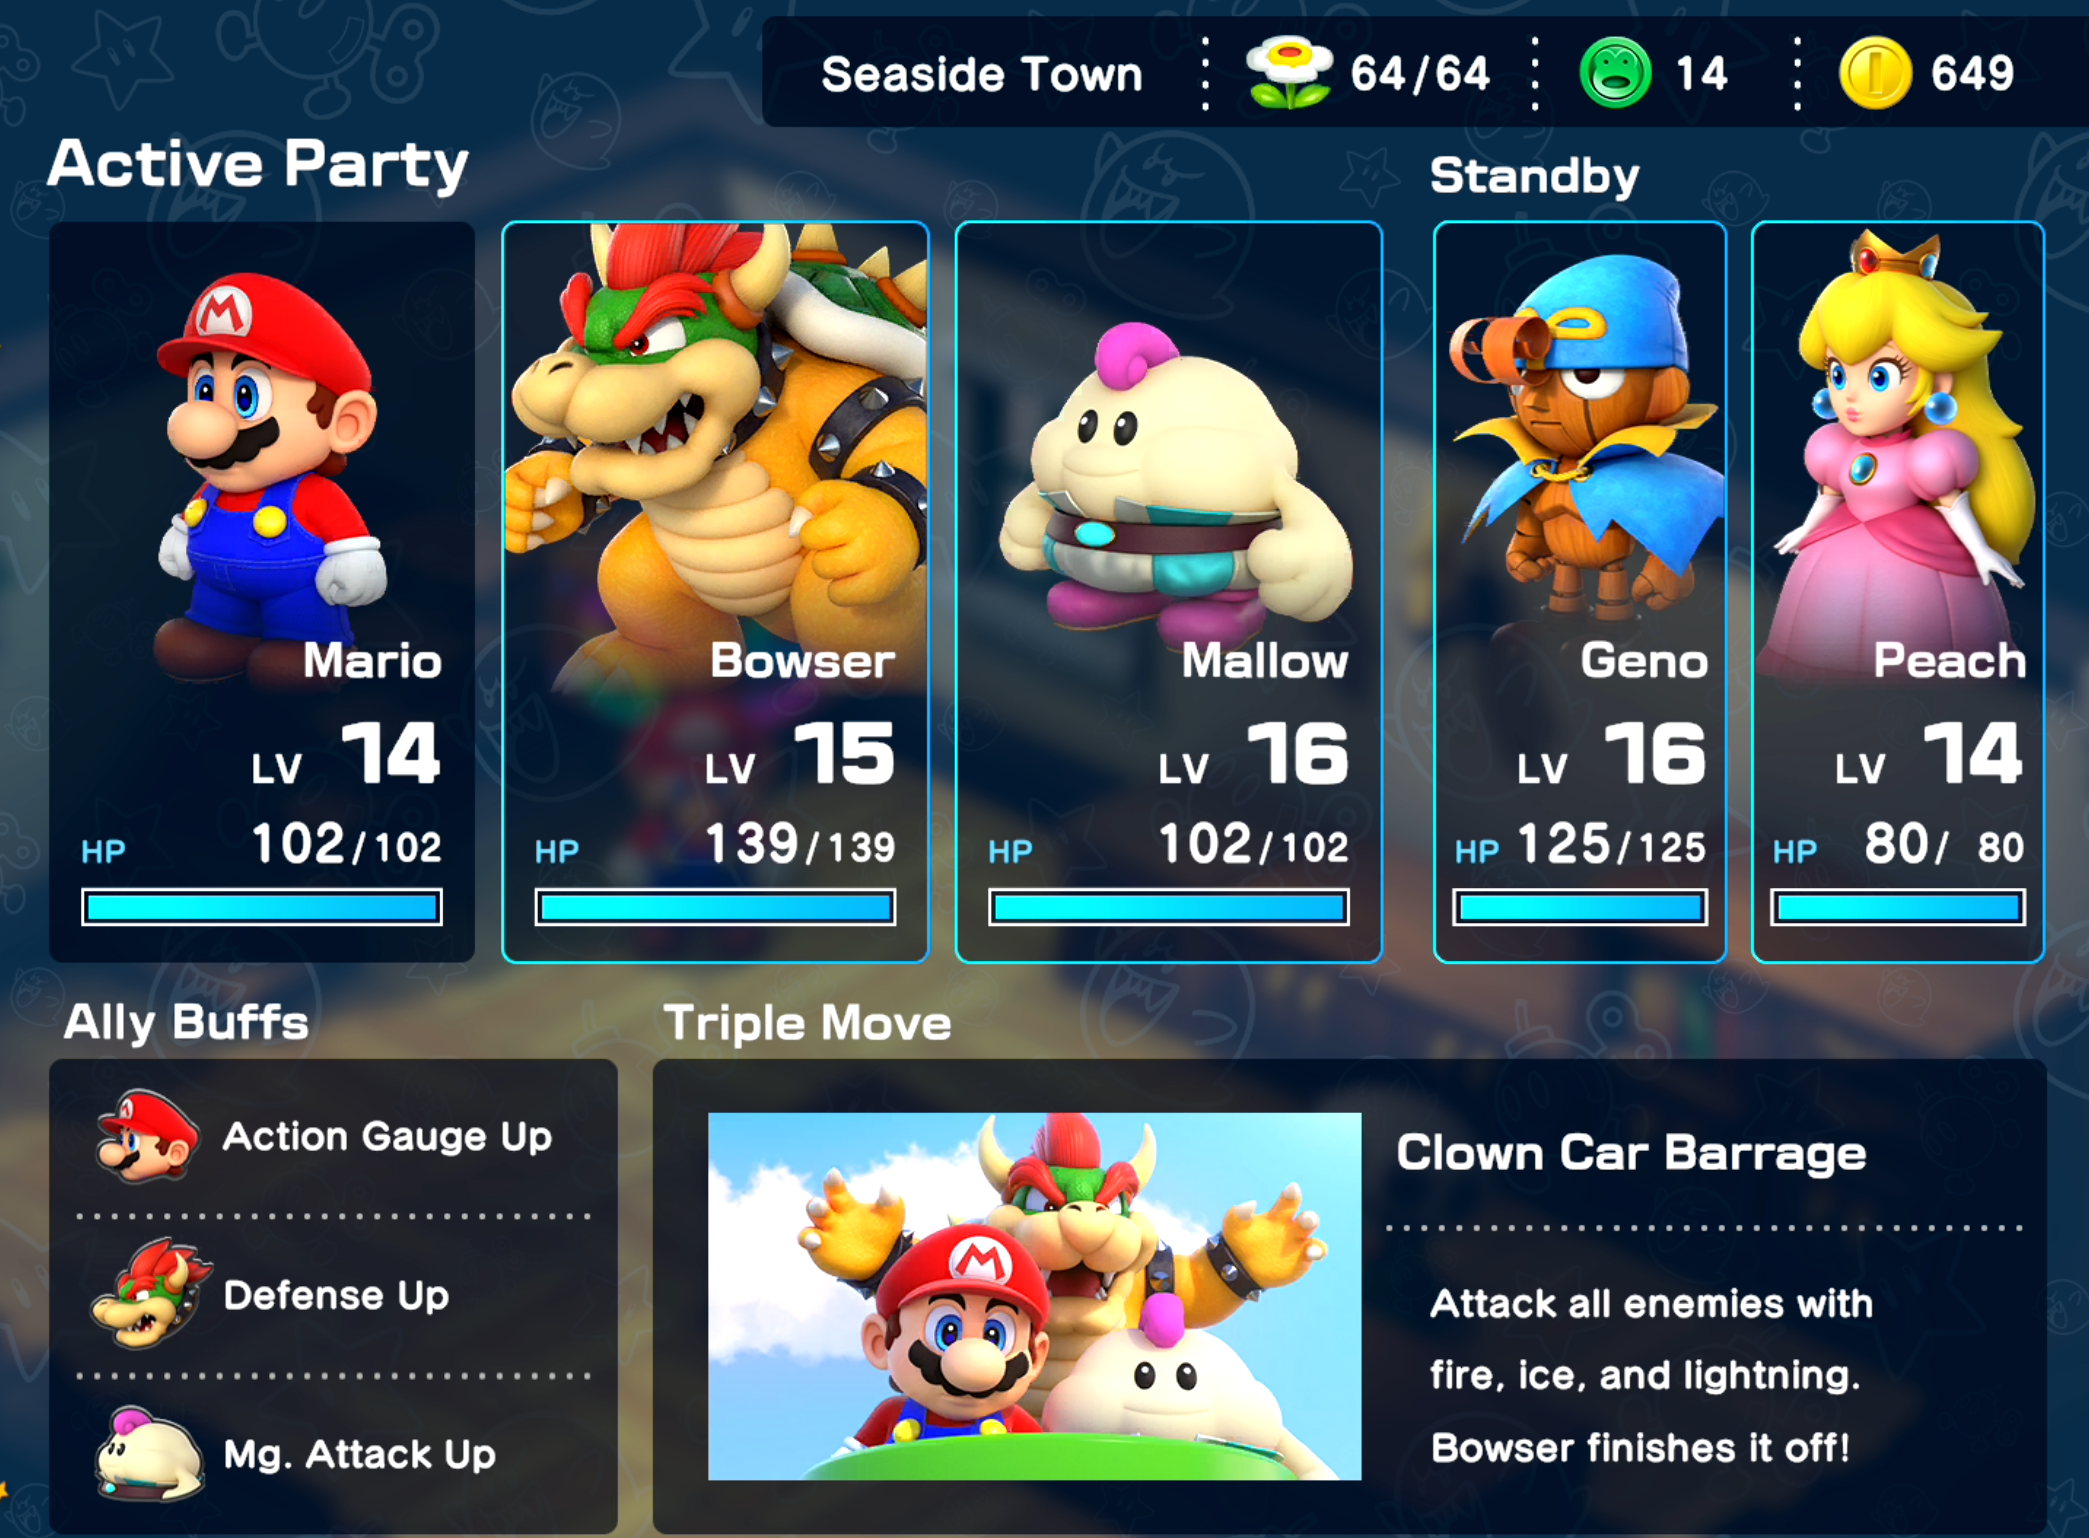 Seaside Town
64/64
14
649
Active Party
Standby
M
Mario
LV 14
HP 102/102
Bowser
LV 15
HP 139/139
Mallow
LV 16
HP 102/102
Geno
LV 16
HP 125/125
Peach
LV 14
HP 80/ 80
Ally Buffs
M
Action Gauge Up
Defense Up
Mg. Attack Up
Triple Move
M
Clown Car Barrage
Attack all enemies with
fire, ice, and lightning.
Bowser finishes it off!